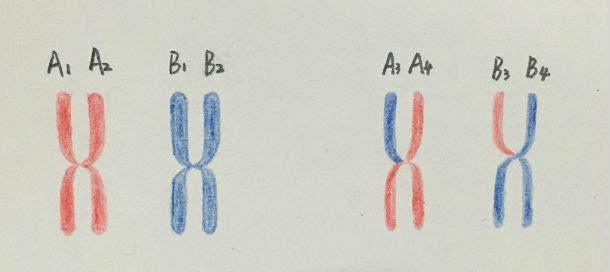 A₁ A₂ B₁ B₂ A₃ A₄ B₃ B₄